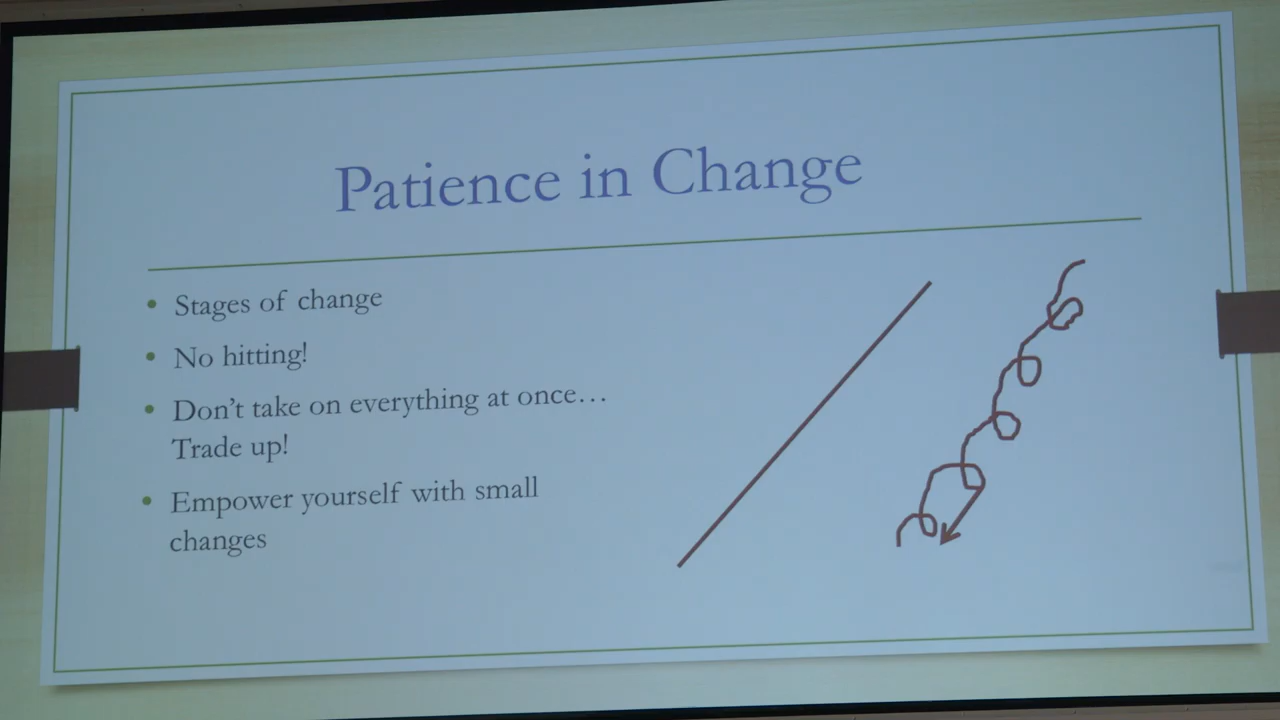 Patience in Change
• Stages of change
• No hitting!
• Don't take on everything at once…
Trade up!
• Empower yourself with small
changes